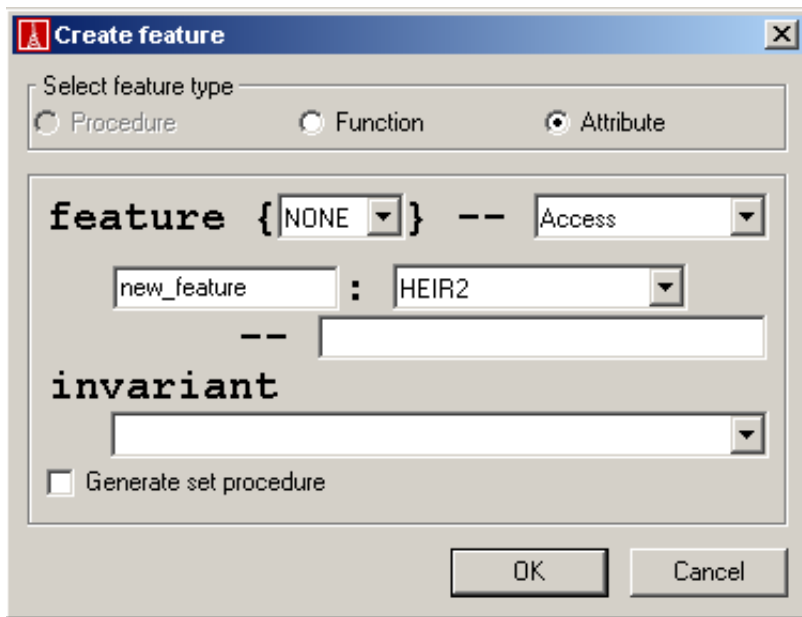 Create feature
Select feature type
Procedure Function Attribute
feature {NONE} -- Access
new_feature : HEIR2
--
invariant
Generate set procedure
OK Cancel